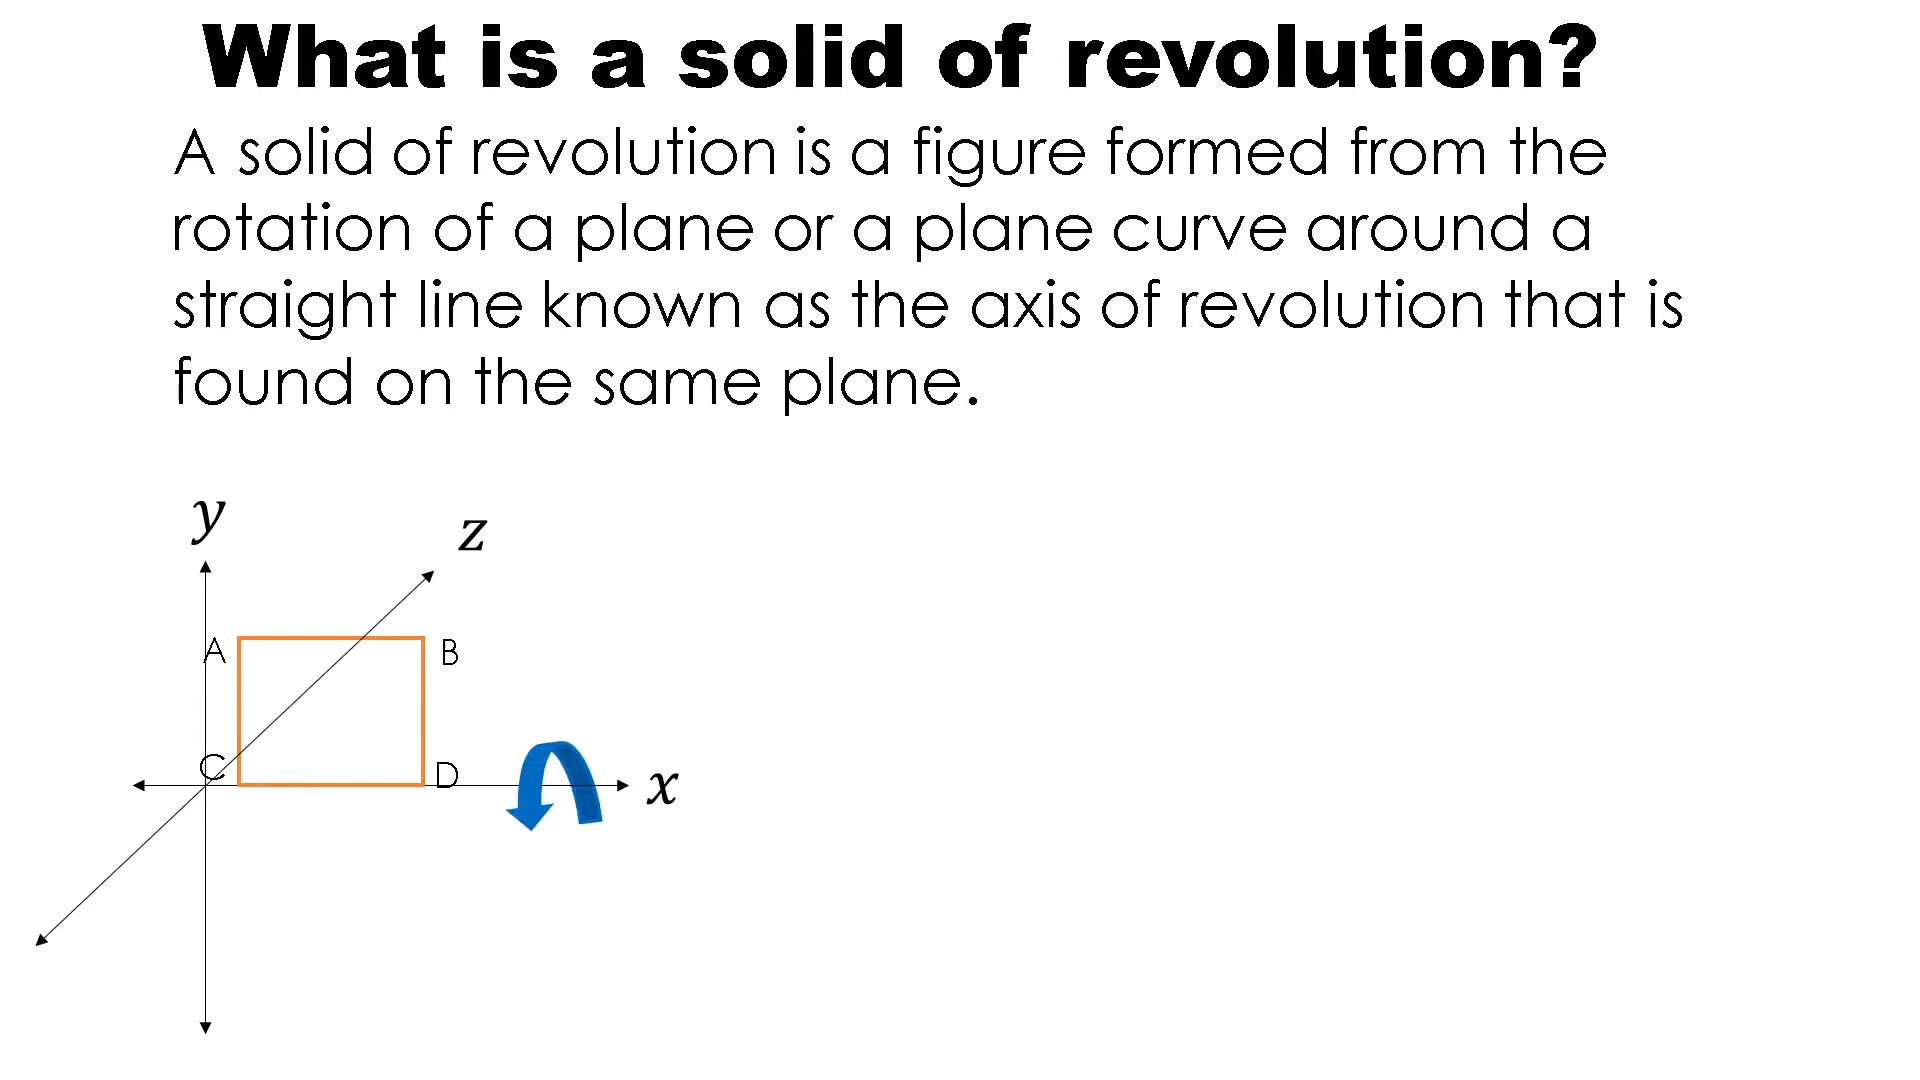 What is a solid of revolution?
A solid of revolution is a figure formed from the
rotation of a plane or a plane curve around a
straight line known as the axis of revolution that is
found on the same plane.
y
z
A
B
C
D
x